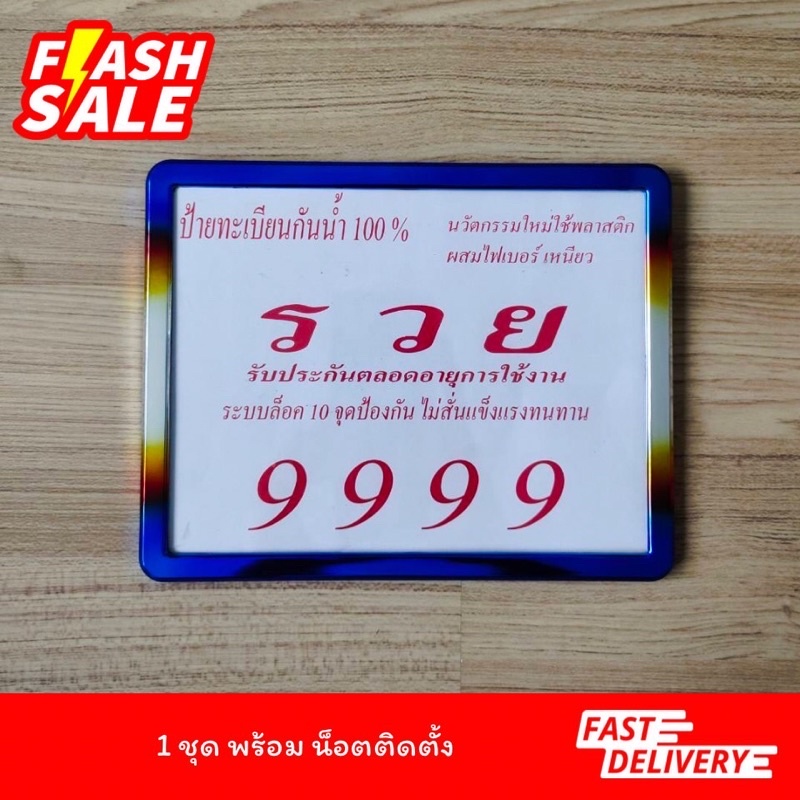 FLASH
SALE
ป้ายทะเบียนกันน้ำ 100 %
นวัตกรรมใหม่ใช้พลาสติก
ผสมไฟเบอร์ เหนียว
ร ว ย
รับประกันตลอดอายุการใช้งาน
ระบบล็อค 10 จุดป้องกัน ไม่สั่นแข็งแรงทนทาน
9 9 9 9
1 ชุด พร้อม น็อตติดตั้ง
FAST
DELIVERY